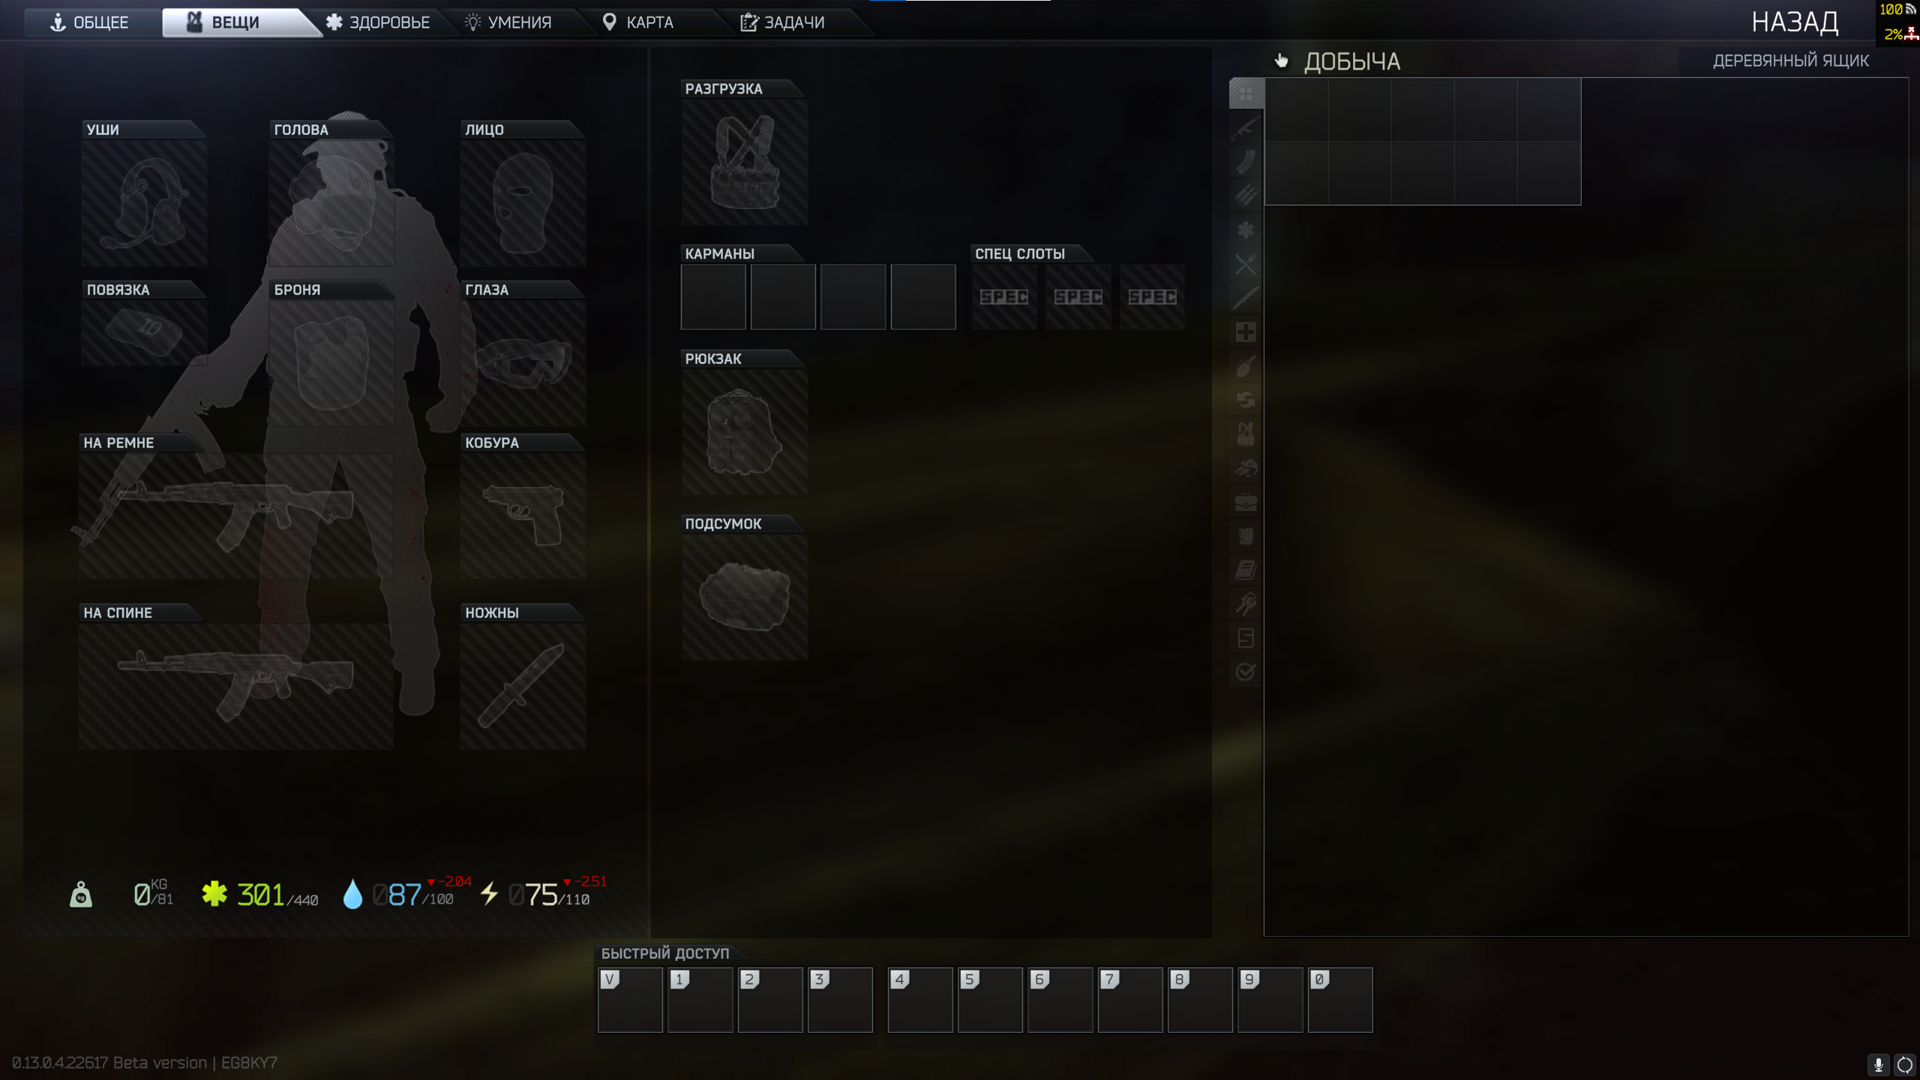 ОБЩЕЕ ВЕЩИ ЗДОРОВЬЕ УМЕНИЯ КАРТА ЗАДАЧИ НАЗАД 100
2%
ДОБЫЧА ДЕРЕВЯННЫЙ ЯЩИК
РАЗГРУЗКА
УШИ ГОЛОВА ЛИЦО
КАРМАНЫ СПЕЦ СЛОТЫ
SPEC SPEC SPEC
ПОВЯЗКА БРОНЯ ГЛАЗА
ID
РЮКЗАК
НА РЕМНЕ КОБУРА
ПОДСУМОК
НА СПИНЕ НОЖНЫ
0 KG /81 301/440 087/100 ▼-2.04 075/110 ▼-2.51
БЫСТРЫЙ ДОСТУП
V 1 2 3 4 5 6 7 8 9 0
0.13.0.4.22617 Beta version | EG8KY7